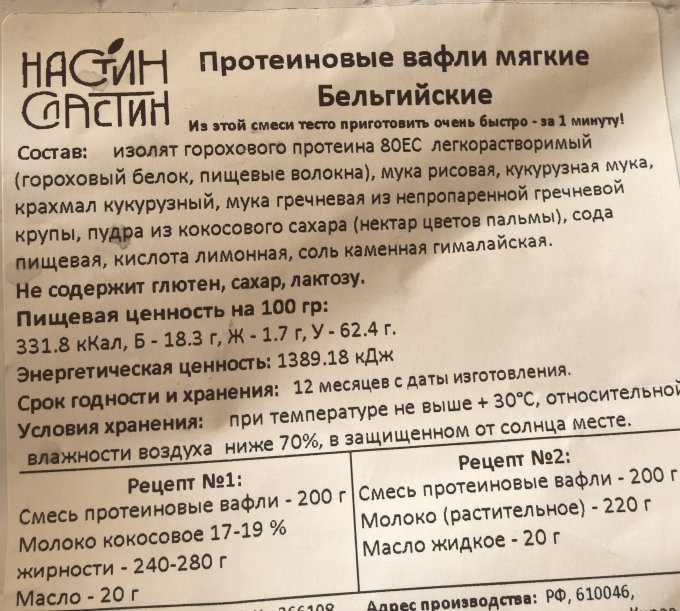 НАСТИН
СЛАСТИН
Протеиновые вафли мягкие
Бельгийские
Из этой смеси тесто приготовить очень быстро - за 1 минуту!
Состав: изолят горохового протеина 80ЕС легкорастворимый
(гороховый белок, пищевые волокна), мука рисовая, кукурузная мука,
крахмал кукурузный, мука гречневая из непропаренной гречневой
крупы, пудра из кокосового сахара (нектар цветов пальмы), сода
пищевая, кислота лимонная, соль каменная гималайская.
Не содержит глютен, сахар, лактозу.
Пищевая ценность на 100 гр:
331.8 кКал, Б - 18.3 г, Ж - 1.7 г, У - 62.4 г.
Энергетическая ценность: 1389.18 кДж
Срок годности и хранения: 12 месяцев с даты изготовления.
Условия хранения: при температуре не выше + 30°С, относительной
влажности воздуха ниже 70%, в защищенном от солнца месте.
Рецепт №1:
Смесь протеиновые вафли - 200 г
Молоко кокосовое 17-19 %
жирности - 240-280 г
Масло - 20 г
Рецепт №2:
Смесь протеиновые вафли - 200 г
Молоко (растительное) - 220 г
Масло жидкое - 20 г
Адрес производства: РФ, 610046,